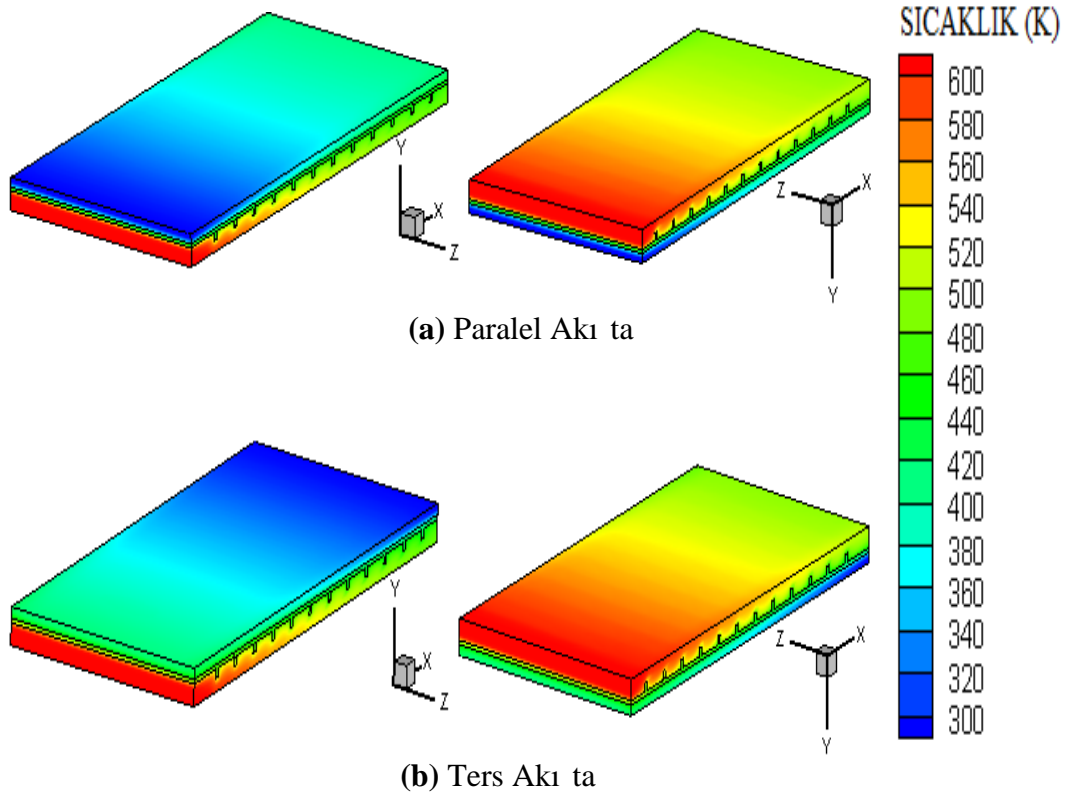 SICAKLIK (K)
600
580
560
540
520
500
480
460
440
420
400
380
360
340
320
300
Y
X
Z
Z
X
Y
(a) Paralel Akı ta
Y
X
Z
Z
X
Y
(b) Ters Akı ta